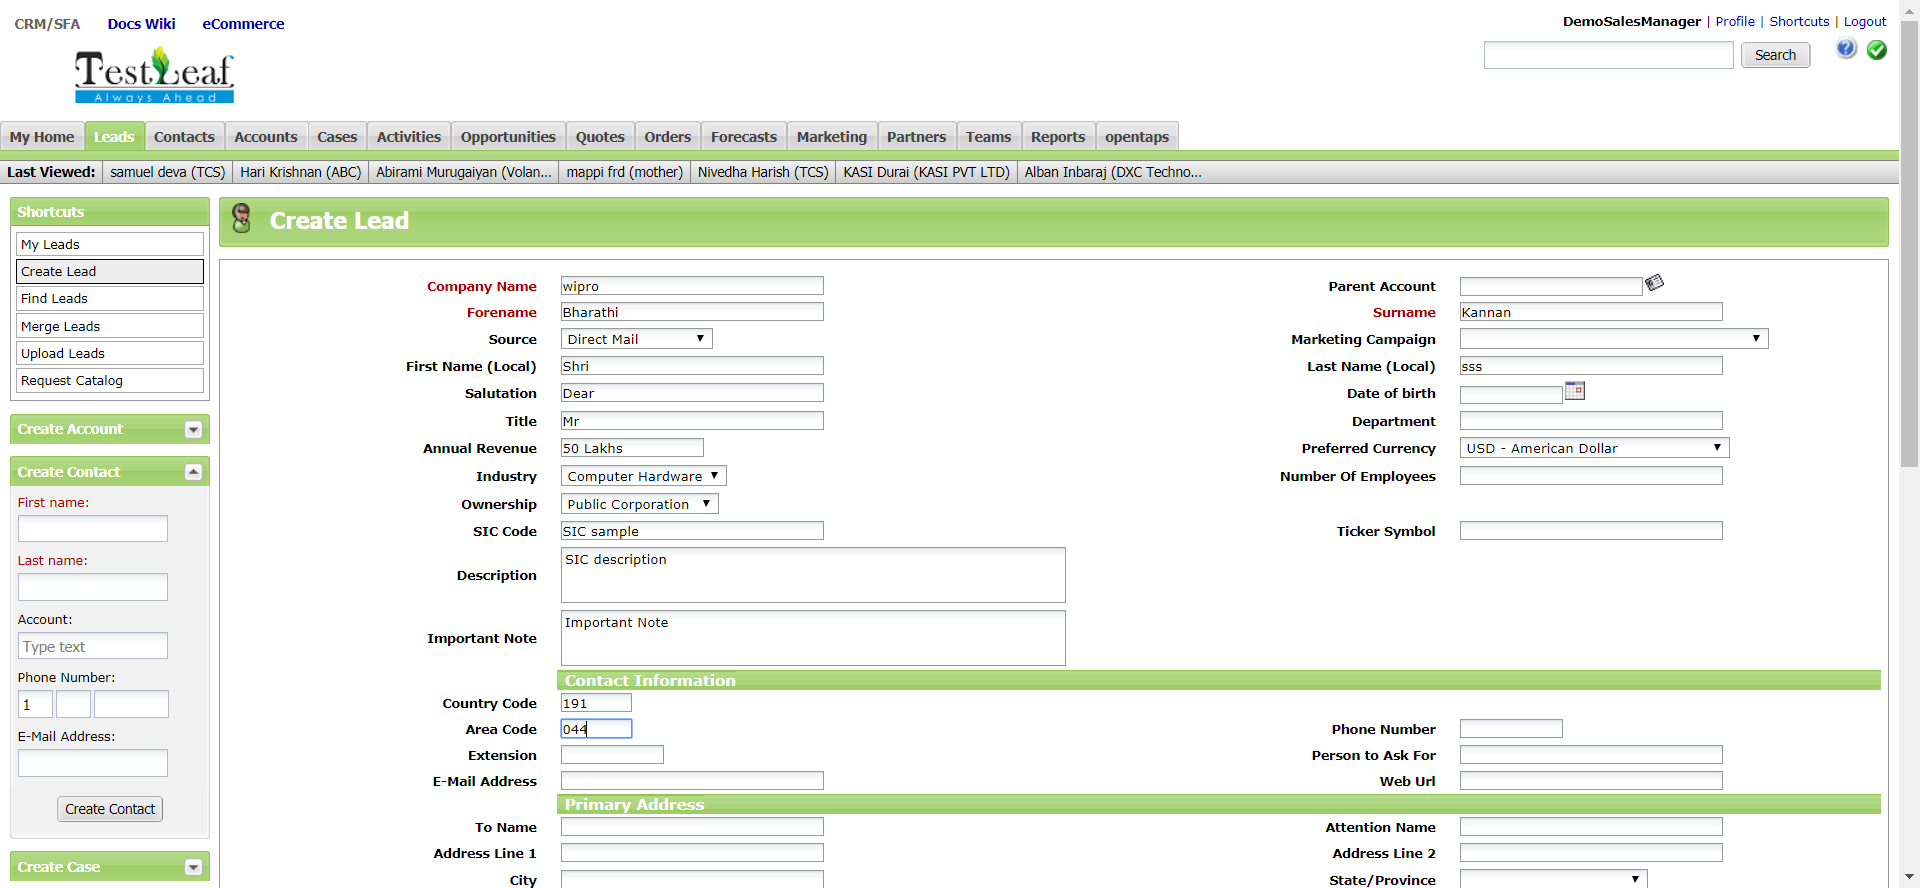 CRM/SFA Docs Wiki eCommerce
DemoSalesManager | Profile | Shortcuts | Logout
TestLeaf
Always Ahead
Search
My Home Leads Contacts Accounts Cases Activities Opportunities Quotes Orders Forecasts Marketing Partners Teams Reports opentaps
Last Viewed: samuel deva (TCS) Hari Krishnan (ABC) Abirami Murugaiyan (Volan... mappi frd (mother) Nivedha Harish (TCS) KASI Durai (KASI PVT LTD) Alban Inbaraj (DXC Techno...
Shortcuts
My Leads
Create Lead
Find Leads
Merge Leads
Upload Leads
Request Catalog
Create Account
Create Contact
First name:
Last name:
Account:
Type text
Phone Number:
1
E-Mail Address:
Create Contact
Create Case
Create Lead
Company Name wipro Parent Account
Forename Bharathi Surname Kannan
Source Direct Mail Marketing Campaign
First Name (Local) Shri Last Name (Local) sss
Salutation Dear Date of birth
Title Mr Department
Annual Revenue 50 Lakhs Preferred Currency USD - American Dollar
Industry Computer Hardware Number Of Employees
Ownership Public Corporation
SIC Code SIC sample Ticker Symbol
Description SIC description
Important Note Important Note
Contact Information
Country Code 191
Area Code 044 Phone Number
Extension Person to Ask For
E-Mail Address Web Url
Primary Address
To Name Attention Name
Address Line 1 Address Line 2
City State/Province